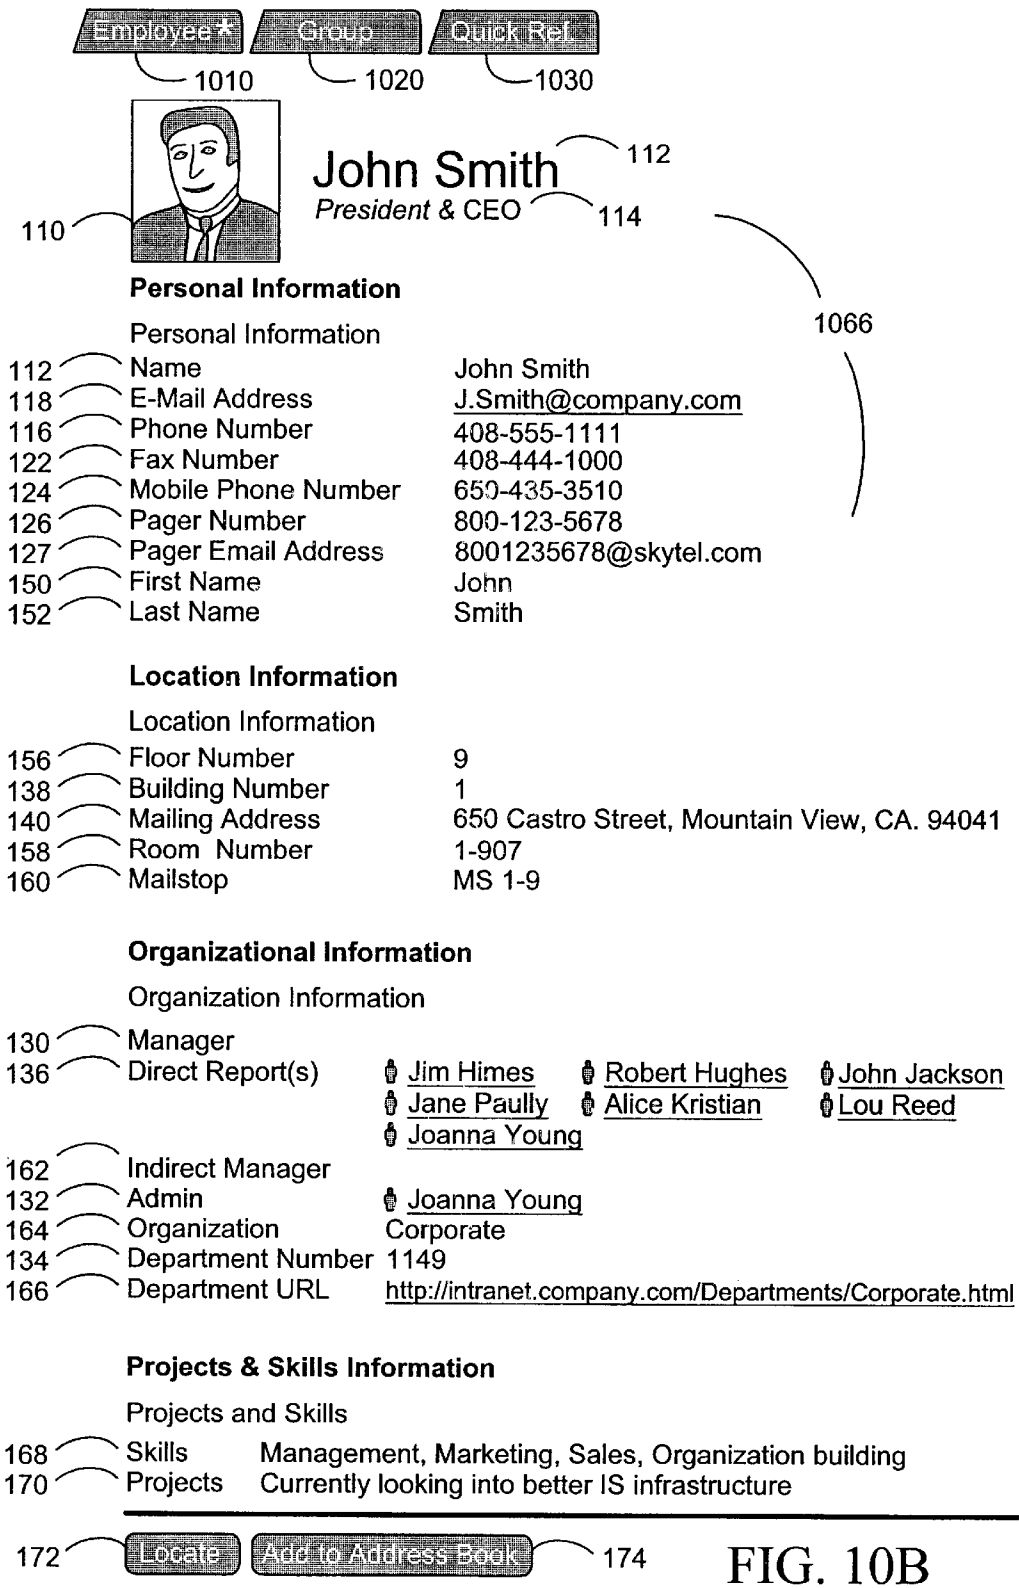 Employee* Group Quick Ref.
1010 1020 1030
John Smith 112
President & CEO 114
110
1066
Personal Information
Personal Information
112 Name John Smith
118 E-Mail Address J.Smith@company.com
116 Phone Number 408-555-1111
122 Fax Number 408-444-1000
124 Mobile Phone Number 650-435-3510
126 Pager Number 800-123-5678
127 Pager Email Address 8001235678@skytel.com
150 First Name John
152 Last Name Smith
Location Information
Location Information
156 Floor Number 9
138 Building Number 1
140 Mailing Address 650 Castro Street, Mountain View, CA. 94041
158 Room Number 1-907
160 Mailstop MS 1-9
Organizational Information
Organization Information
130 Manager
136 Direct Report(s) Jim Himes Robert Hughes John Jackson
Jane Paully Alice Kristian Lou Reed
Joanna Young
162 Indirect Manager
132 Admin Joanna Young
164 Organization Corporate
134 Department Number 1149
166 Department URL http://intranet.company.com/Departments/Corporate.html
Projects & Skills Information
Projects and Skills
168 Skills Management, Marketing, Sales, Organization building
170 Projects Currently looking into better IS infrastructure
172 Locate Add to Address Book 174
FIG. 10B